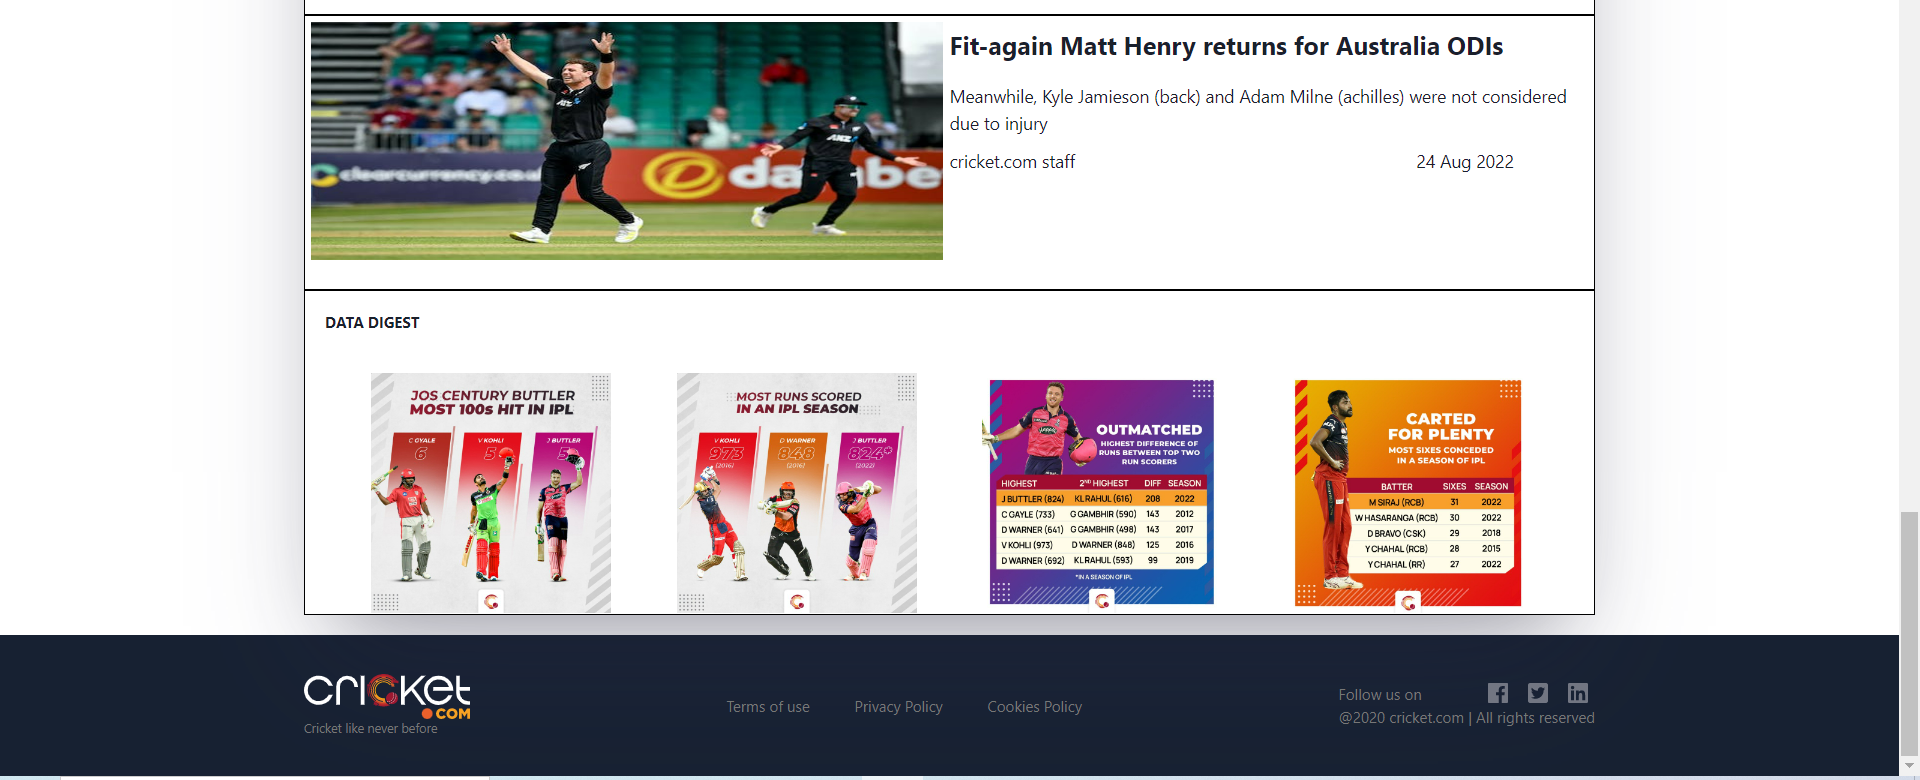 Fit-again Matt Henry returns for Australia ODIs
Meanwhile, Kyle Jamieson (back) and Adam Milne (achilles) were not considered
due to injury
cricket.com staff 24 Aug 2022
ANZ
clearcurrency.co.u
da be
DATA DIGEST
JOS CENTURY BUTTLER
MOST 100s HIT IN IPL
C GYALE V KOHLI J BUTTLER
6 5 5
MOST RUNS SCORED
IN AN IPL SEASON
V KOHLI D WARNER J BUTTLER
973 848 824*
(2016) (2016) (2022)
OUTMATCHED
HIGHEST DIFFERENCE OF
RUNS BETWEEN TOP TWO
RUN SCORERS
HIGHEST 2ND HIGHEST DIFF SEASON
J BUTTLER (824) KL RAHUL (616) 208 2022
C GAYLE (733) G GAMBHIR (590) 143 2012
D WARNER (641) G GAMBHIR (498) 143 2017
V KOHLI (973) D WARNER (848) 125 2016
D WARNER (692) KL RAHUL (593) 99 2019
*IN A SEASON OF IPL
CARTED
FOR PLENTY
MOST SIXES CONCEDED
IN A SEASON OF IPL
BATTER SIXES SEASON
M SIRAJ (RCB) 31 2022
W HASARANGA (RCB) 30 2022
D BRAVO (CSK) 29 2018
Y CHAHAL (RCB) 28 2015
Y CHAHAL (RR) 27 2022
cricket
.COM
Cricket like never before
Terms of use Privacy Policy Cookies Policy
Follow us on
@2020 cricket.com | All rights reserved